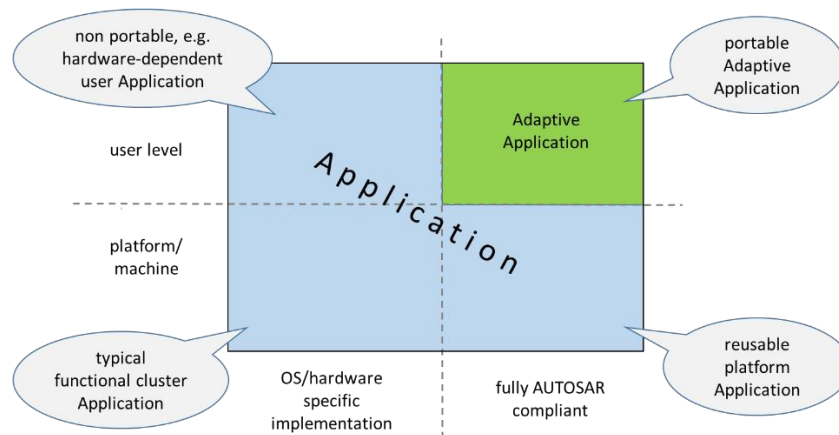 non portable, e.g.
hardware-dependent
user Application
portable
Adaptive
Application
user level
Adaptive
Application
Application
platform/
machine
typical
functional cluster
Application
OS/hardware
specific
implementation
fully AUTOSAR
compliant
reusable
platform
Application